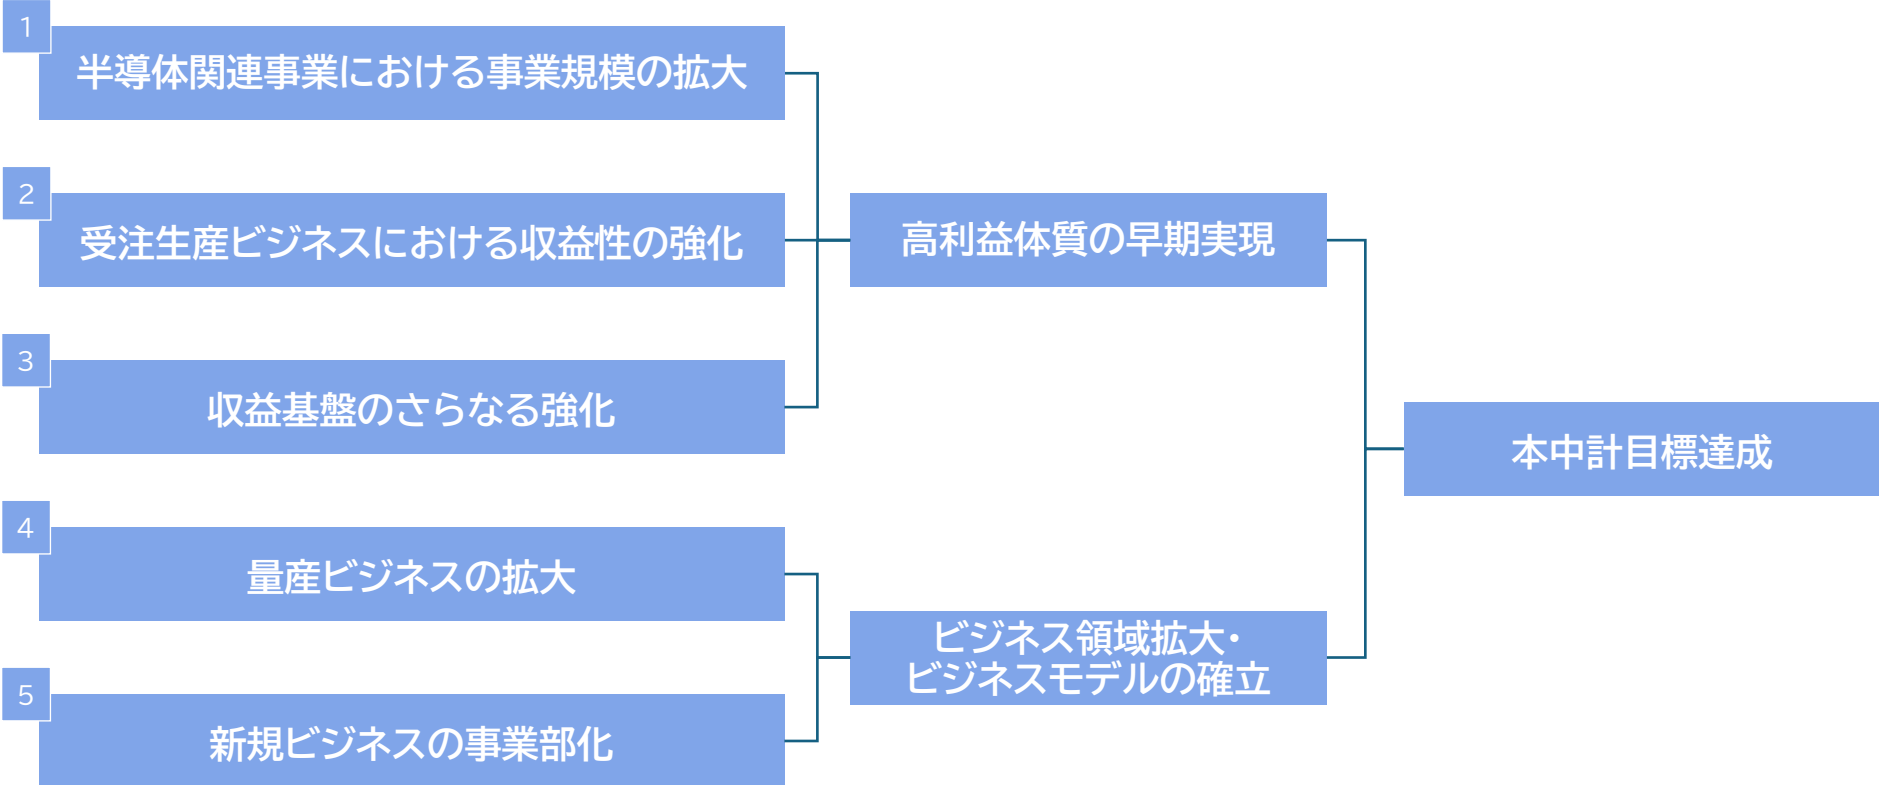 1
半導体関連事業における事業規模の拡大
2
受注生産ビジネスにおける収益性の強化
3
収益基盤のさらなる強化
4
量産ビジネスの拡大
5
新規ビジネスの事業部化
高利益体質の早期実現
ビジネス領域拡大・
ビジネスモデルの確立
本中計目標達成